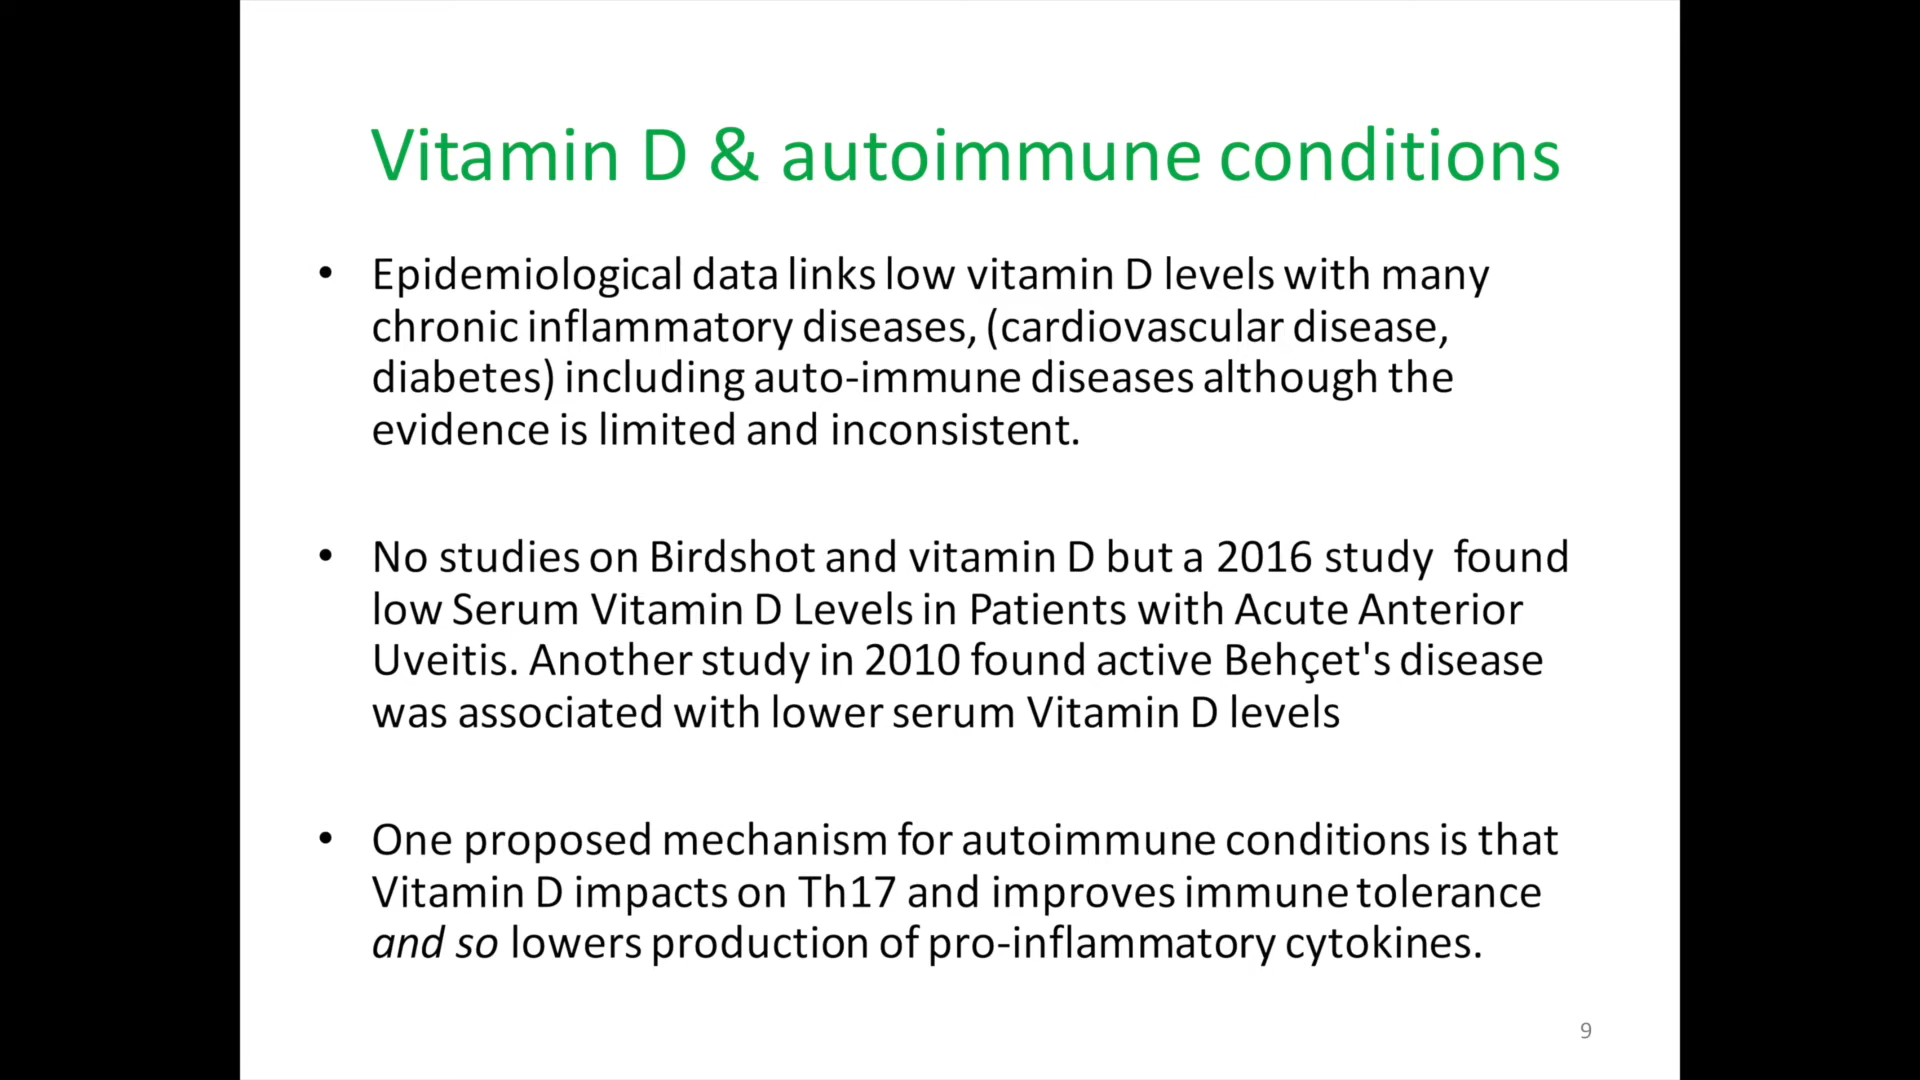 Vitamin D & autoimmune conditions
• Epidemiological data links low vitamin D levels with many
chronic inflammatory diseases, (cardiovascular disease,
diabetes) including auto-immune diseases although the
evidence is limited and inconsistent.
• No studies on Birdshot and vitamin D but a 2016 study found
low Serum Vitamin D Levels in Patients with Acute Anterior
Uveitis. Another study in 2010 found active Behçet's disease
was associated with lower serum Vitamin D levels
• One proposed mechanism for autoimmune conditions is that
Vitamin D impacts on Th17 and improves immune tolerance
and so lowers production of pro-inflammatory cytokines.
9